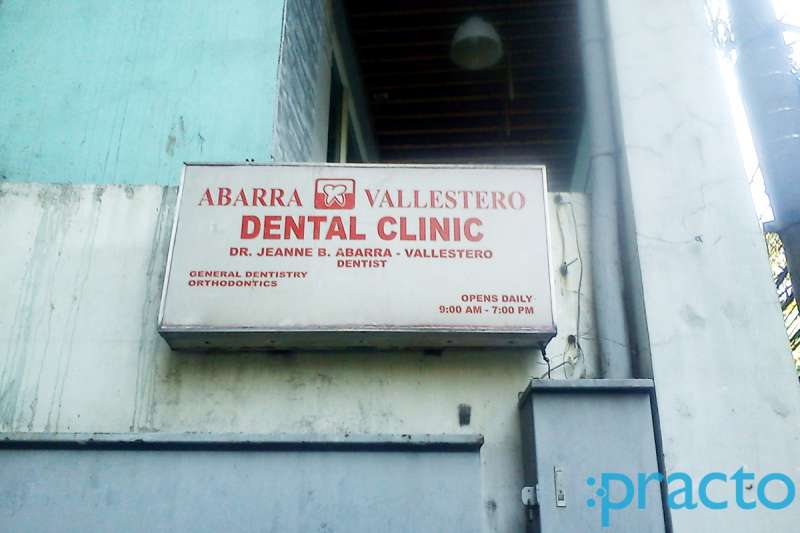 ABARRA VALLESTERO
DENTAL CLINIC
DR. JEANNE B. ABARRA - VALLESTERO
DENTIST
GENERAL DENTISTRY
ORTHODONTICS
OPENS DAILY
9:00 AM - 7:00 PM
practo